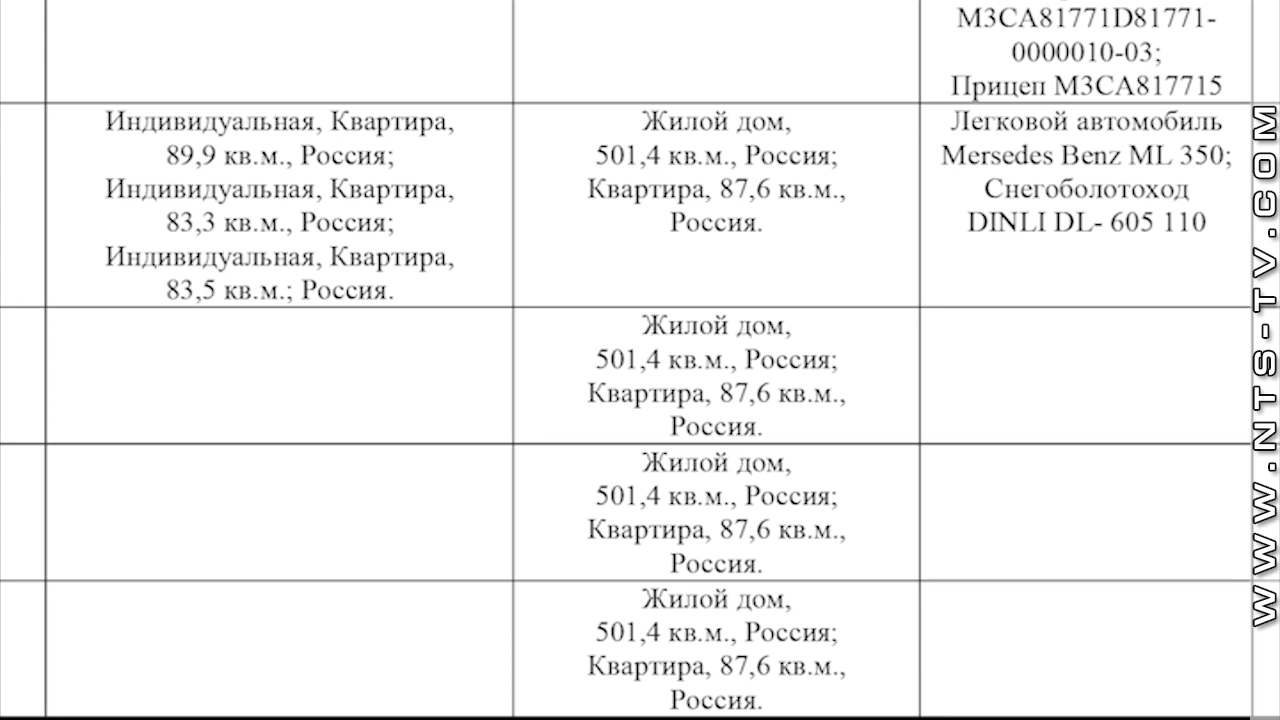 МЗСА81771D81771-
0000010-03;
Прицеп МЗСА817715
Индивидуальная, Квартира,
89,9 кв.м., Россия;
Индивидуальная, Квартира,
83,3 кв.м., Россия;
Индивидуальная, Квартира,
83,5 кв.м.; Россия.
Жилой дом,
501,4 кв.м., Россия;
Квартира, 87,6 кв.м.,
Россия.
Легковой автомобиль
Mersedes Benz ML 350;
Снегоболотоход
DINLI DL- 605 110
Жилой дом,
501,4 кв.м., Россия;
Квартира, 87,6 кв.м.,
Россия.
Жилой дом,
501,4 кв.м., Россия;
Квартира, 87,6 кв.м.,
Россия.
Жилой дом,
501,4 кв.м., Россия;
Квартира, 87,6 кв.м.,
Россия.
WWW.NTS-TV.COM